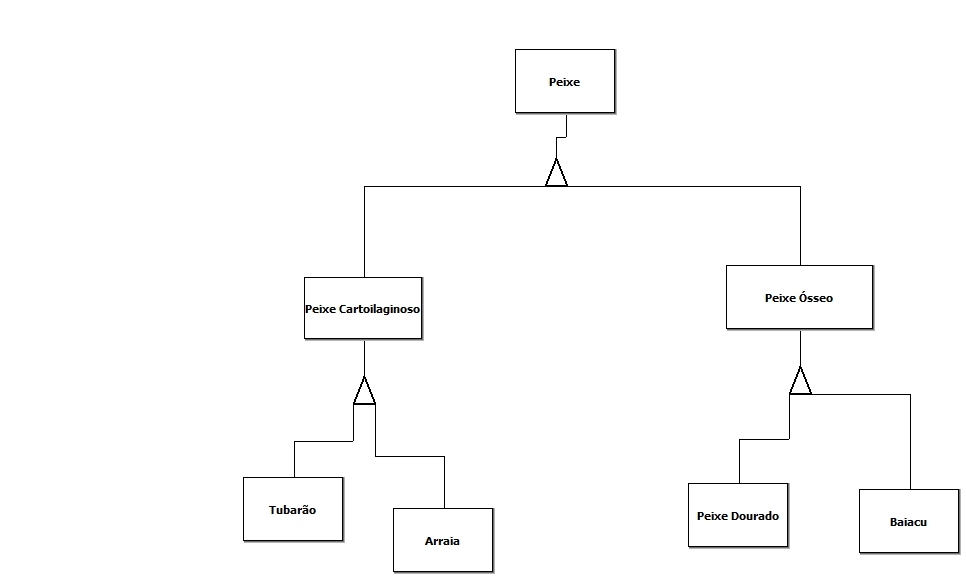 Peixe
Peixe Cartoilaginoso
Peixe Ósseo
Tubarão
Arraia
Peixe Dourado
Baiacu